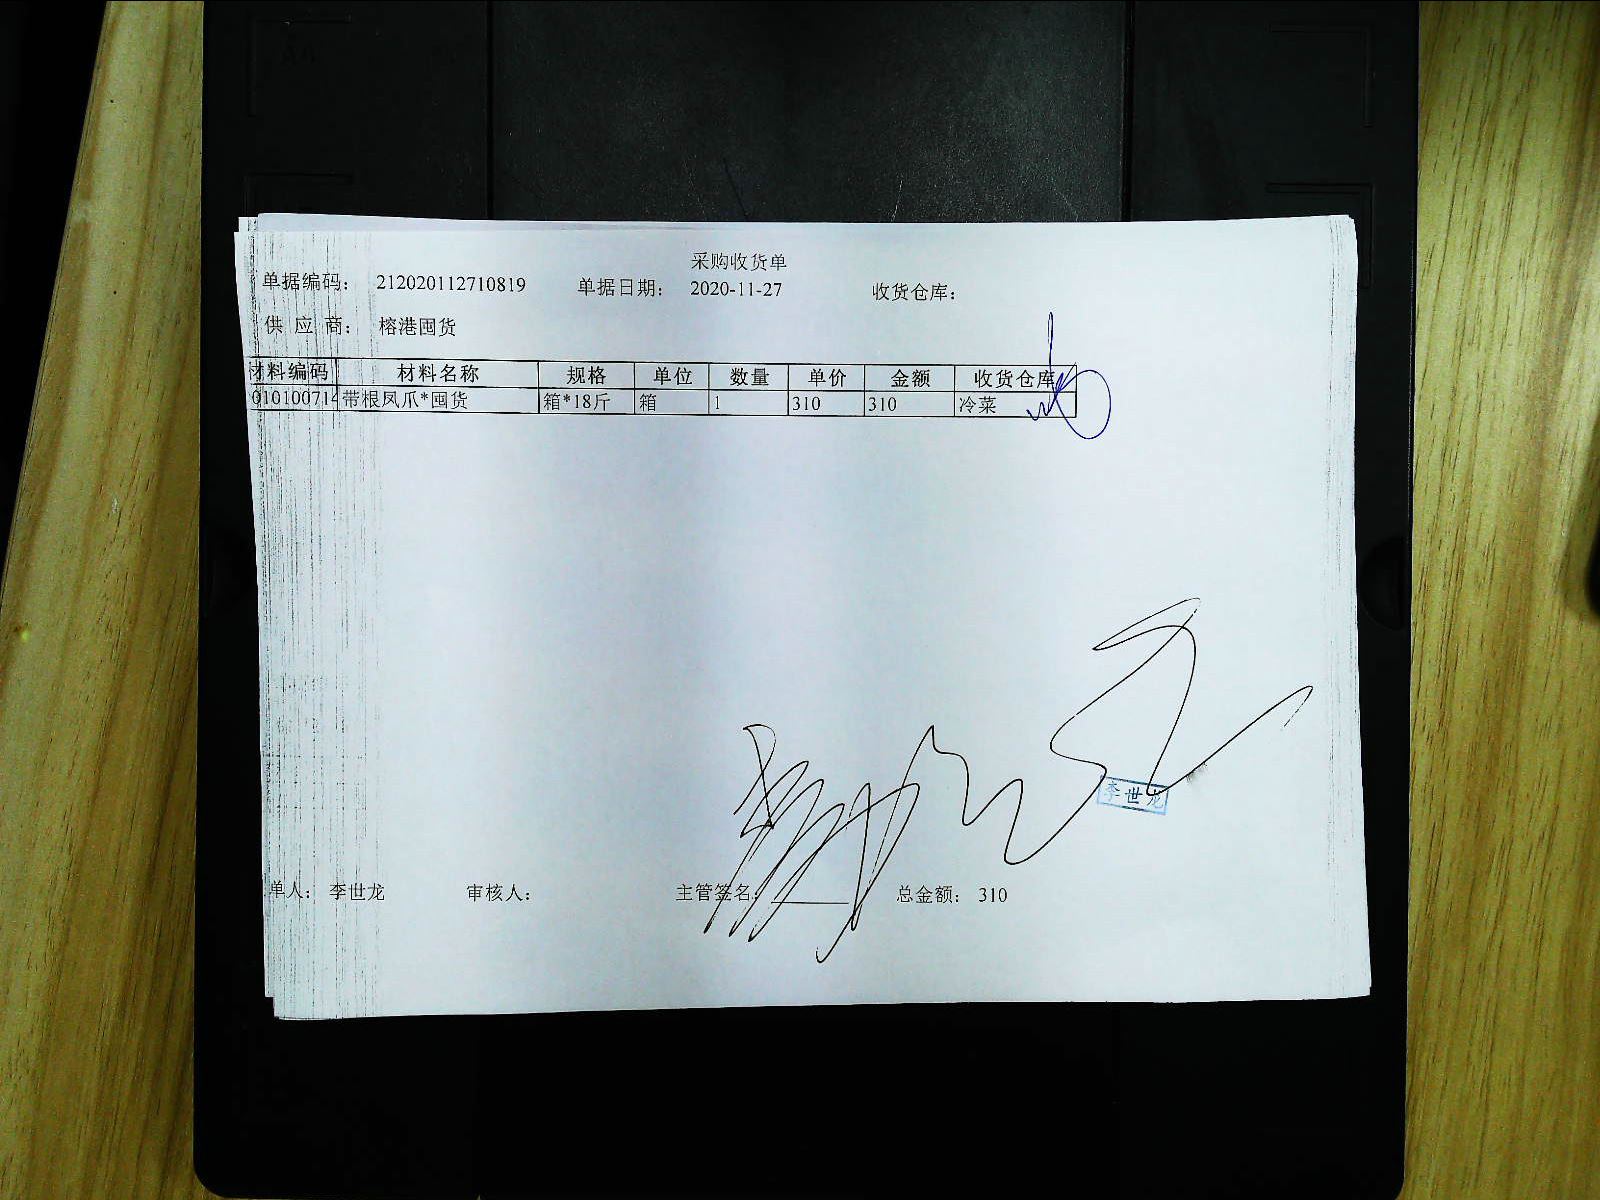 采购收货单
单据编码： 212020112710819 单据日期： 2020-11-27 收货仓库：
供 应 商： 榕港囤货
材料编码 材料名称 规格 单位 数量 单价 金额 收货仓库
010100714 带根凤爪*囤货 箱*18斤 箱 1 310 310 冷菜
李世龙
单人： 李世龙 审核人： 主管签名： 总金额： 310